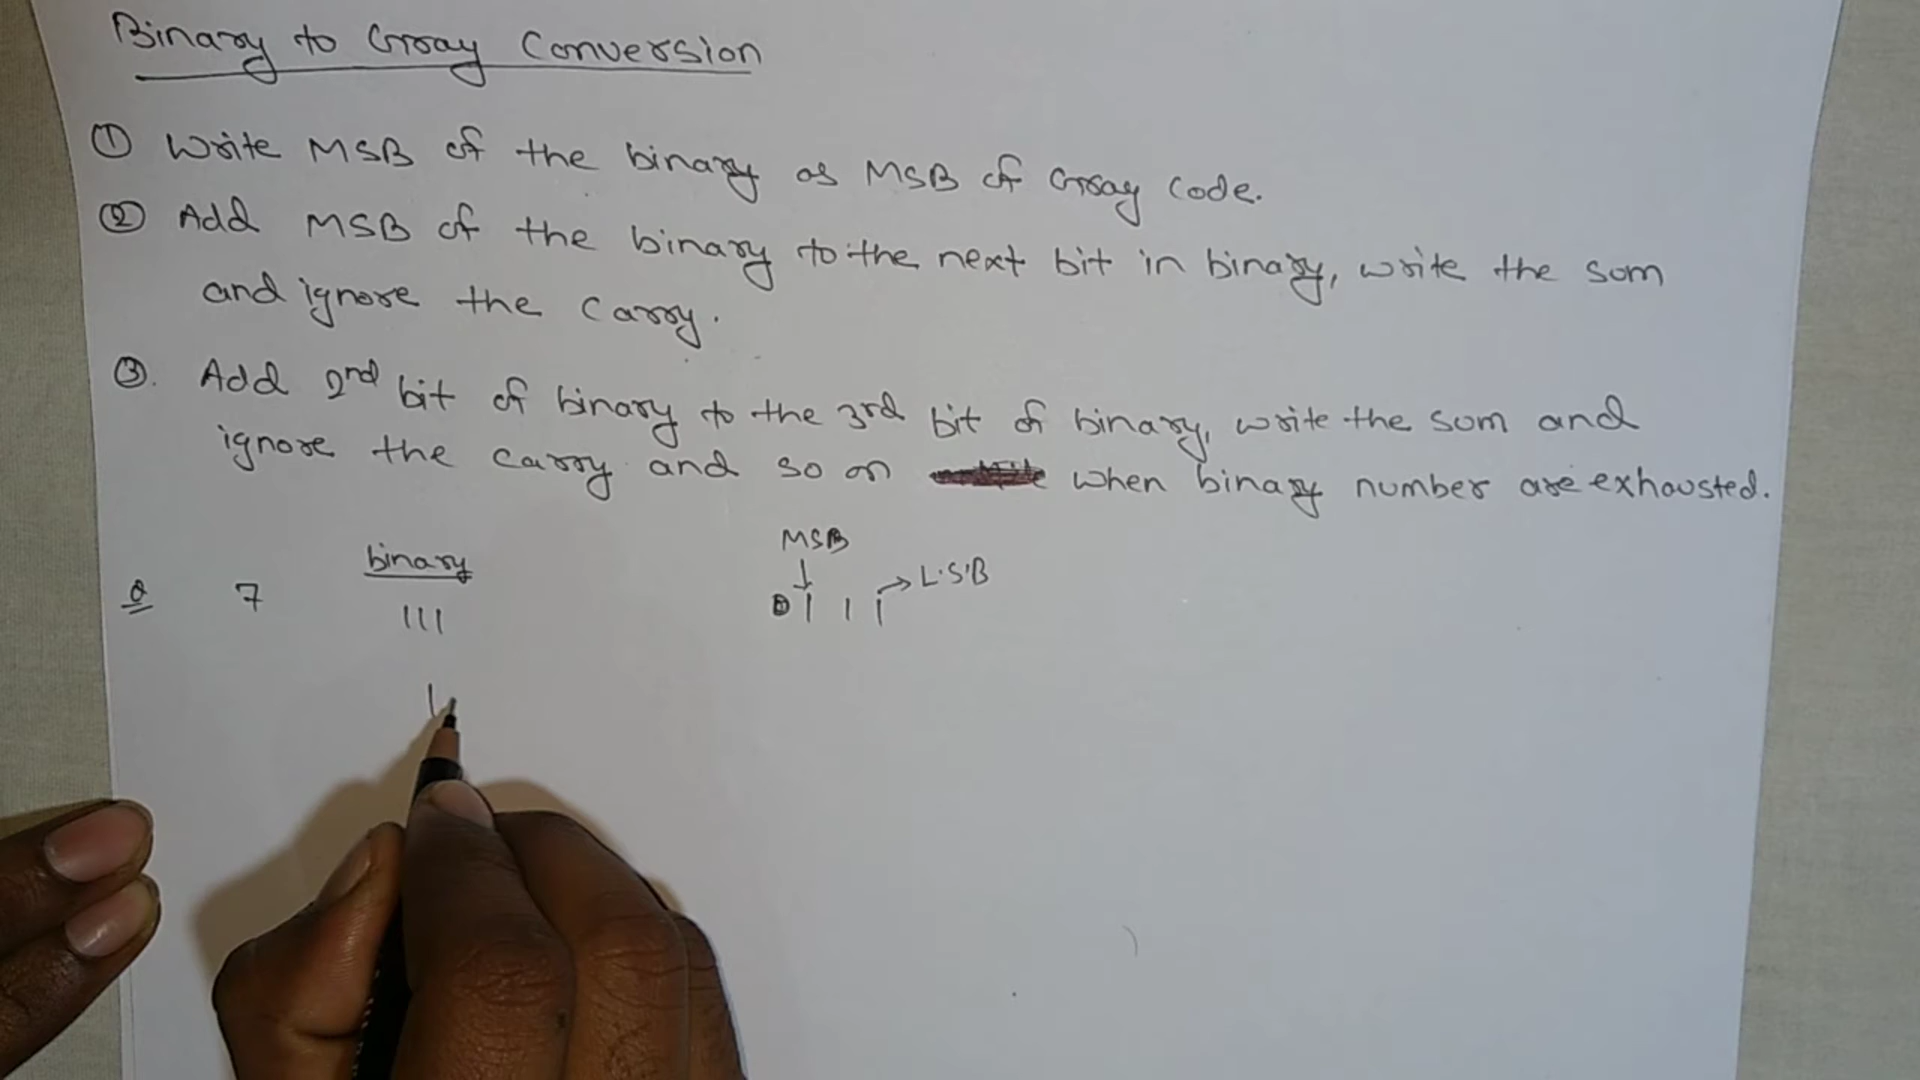 Binary to Gray Conversion
① Write MSB of the binary as MSB of Gray Code.
② Add MSB of the binary to the next bit in binary, write the sum
and ignore the carry.
③. Add 2nd bit of binary to the 3rd bit of binary, write the sum and
ignore the carry and so on when binary number are exhausted.
MSB
binary
L.S.B
Q 7 111 1 1 1
1